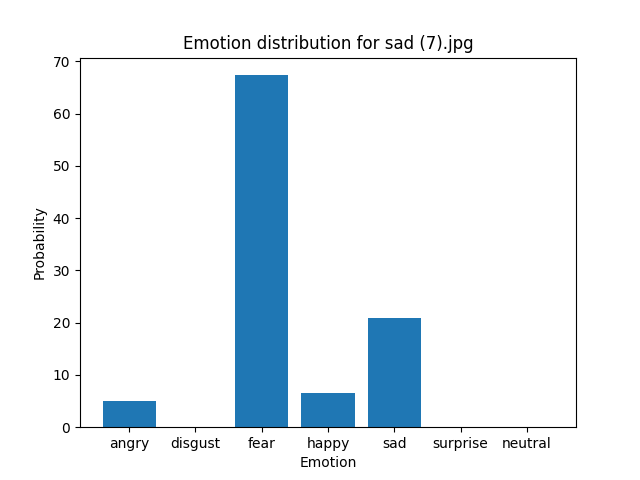 Emotion distribution for sad (7).jpg
70
60
50
40
30
20
10
0
Probability
angry disgust fear happy sad surprise neutral
Emotion